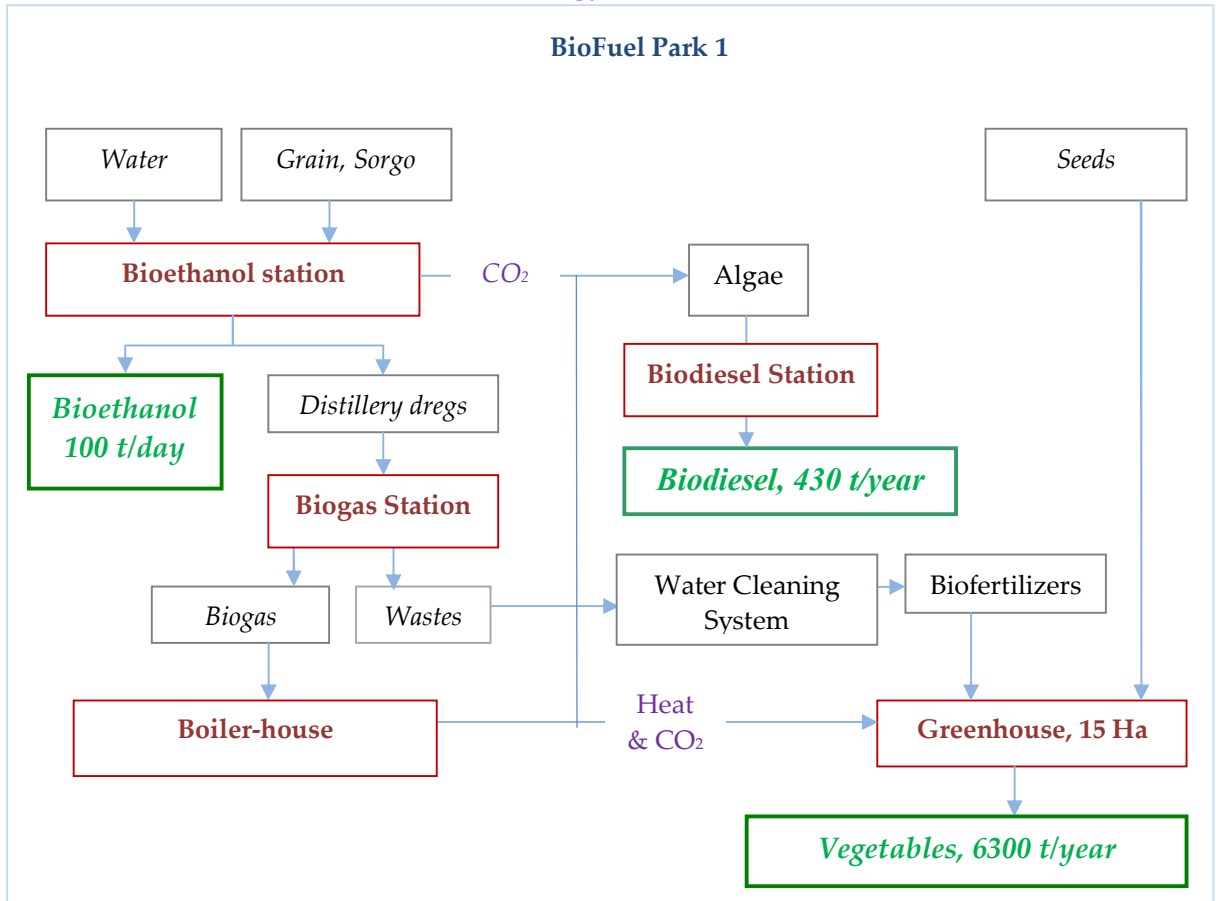 BioFuel Park 1
Water
Grain, Sorgo
Seeds
Bioethanol station
CO₂
Algae
Biodiesel Station
Bioethanol
100 t/day
Distillery dregs
Biodiesel, 430 t/year
Biogas Station
Water Cleaning
System
Biofertilizers
Biogas
Wastes
Boiler-house
Heat
& CO₂
Greenhouse, 15 Ha
Vegetables, 6300 t/year